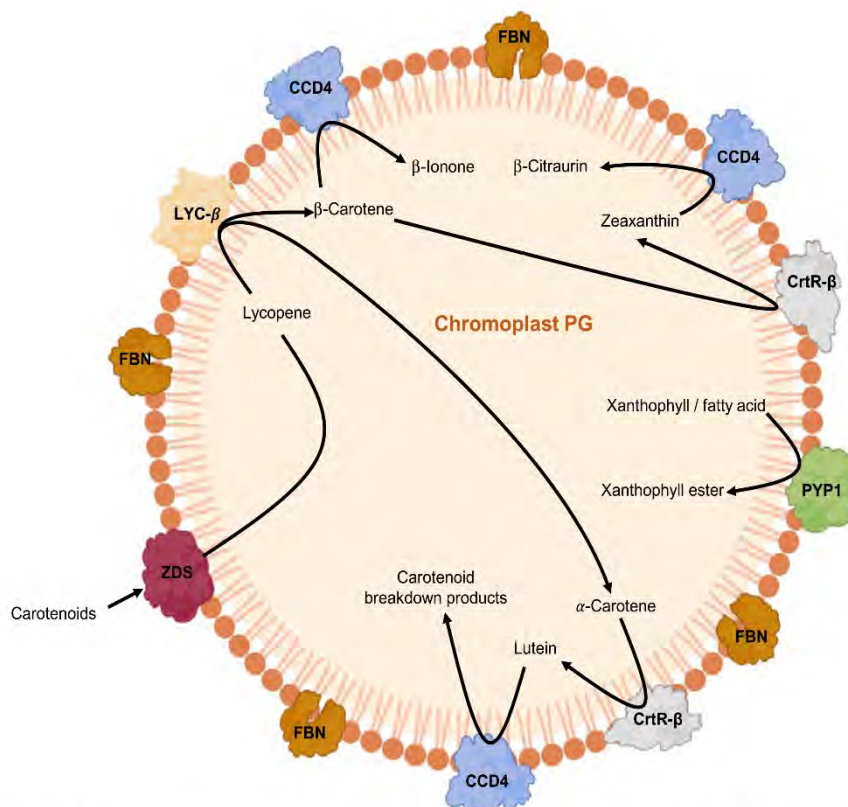 FBN
CCD4
CCD4
β-Ionone
β-Citraurin
LYC-β
β-Carotene
Zeaxanthin
CrtR-β
Lycopene
Chromoplast PG
FBN
Xanthophyll / fatty acid
Xanthophyll ester
PYP1
ZDS
Carotenoid
breakdown products
α-Carotene
Carotenoids
FBN
Lutein
FBN
CrtR-β
CCD4